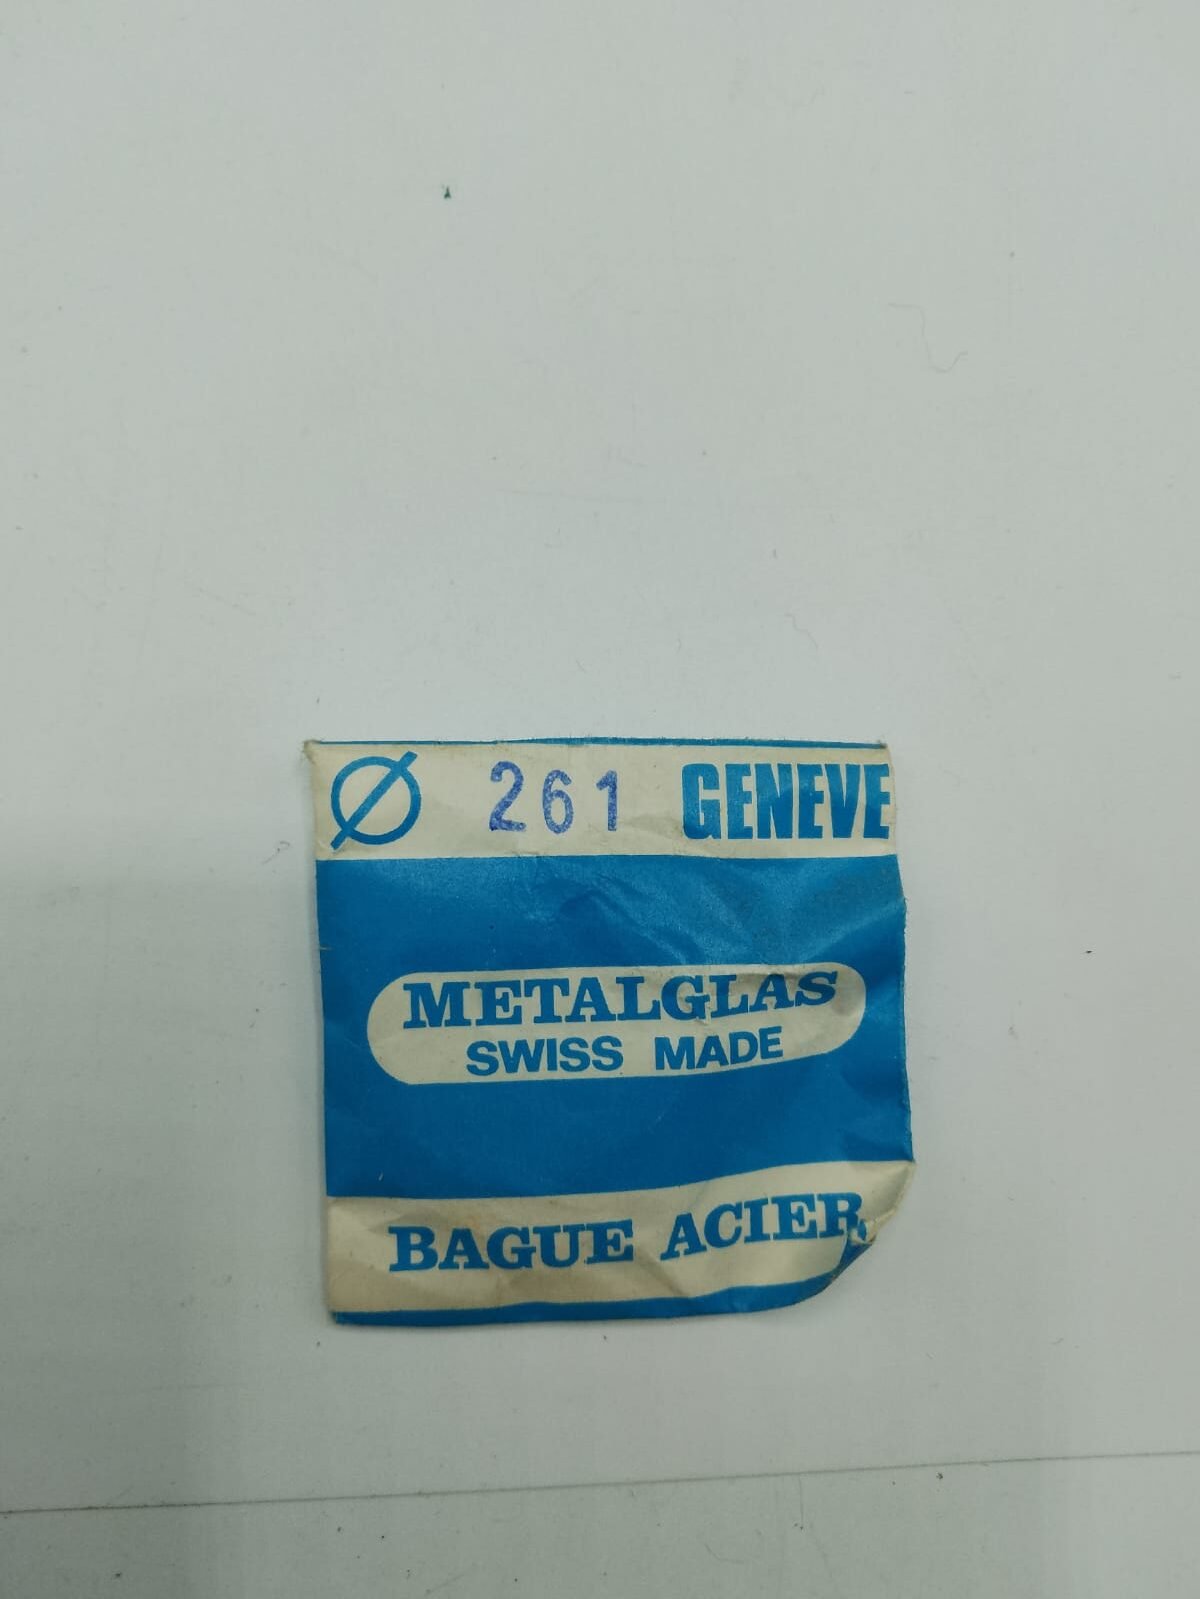 Ø 261 GENEVE
METALGLAS
SWISS MADE
BAGUE ACIER